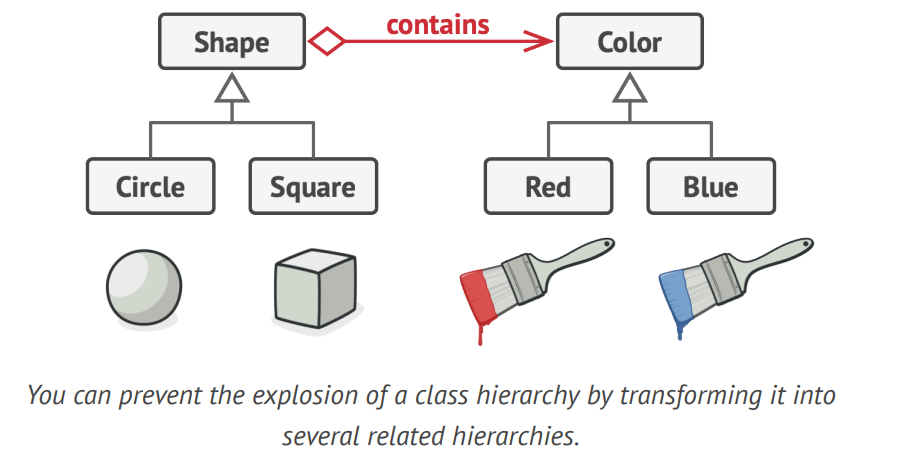 contains
Shape
Color
Circle
Square
Red
Blue
You can prevent the explosion of a class hierarchy by transforming it into
several related hierarchies.